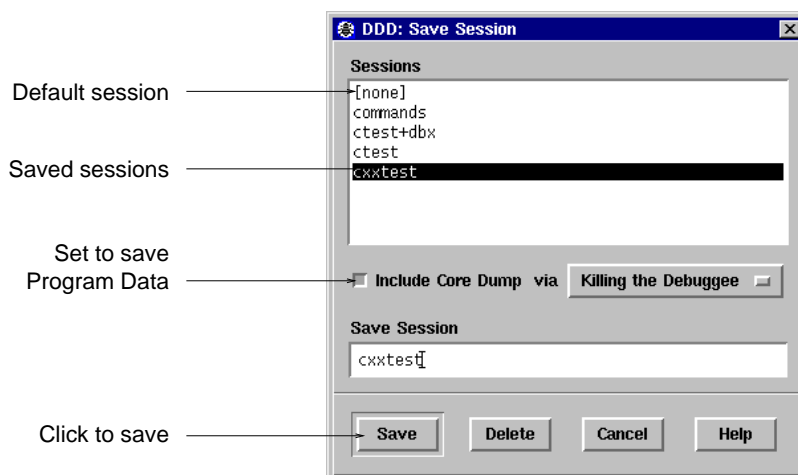 DDD: Save Session
Sessions
Default session
[none]
commands
ctest+dbx
ctest
Saved sessions
cxxtest
Set to save
Program Data
Include Core Dump via
Killing the Debuggee
Save Session
cxxtest
Click to save
Save
Delete
Cancel
Help